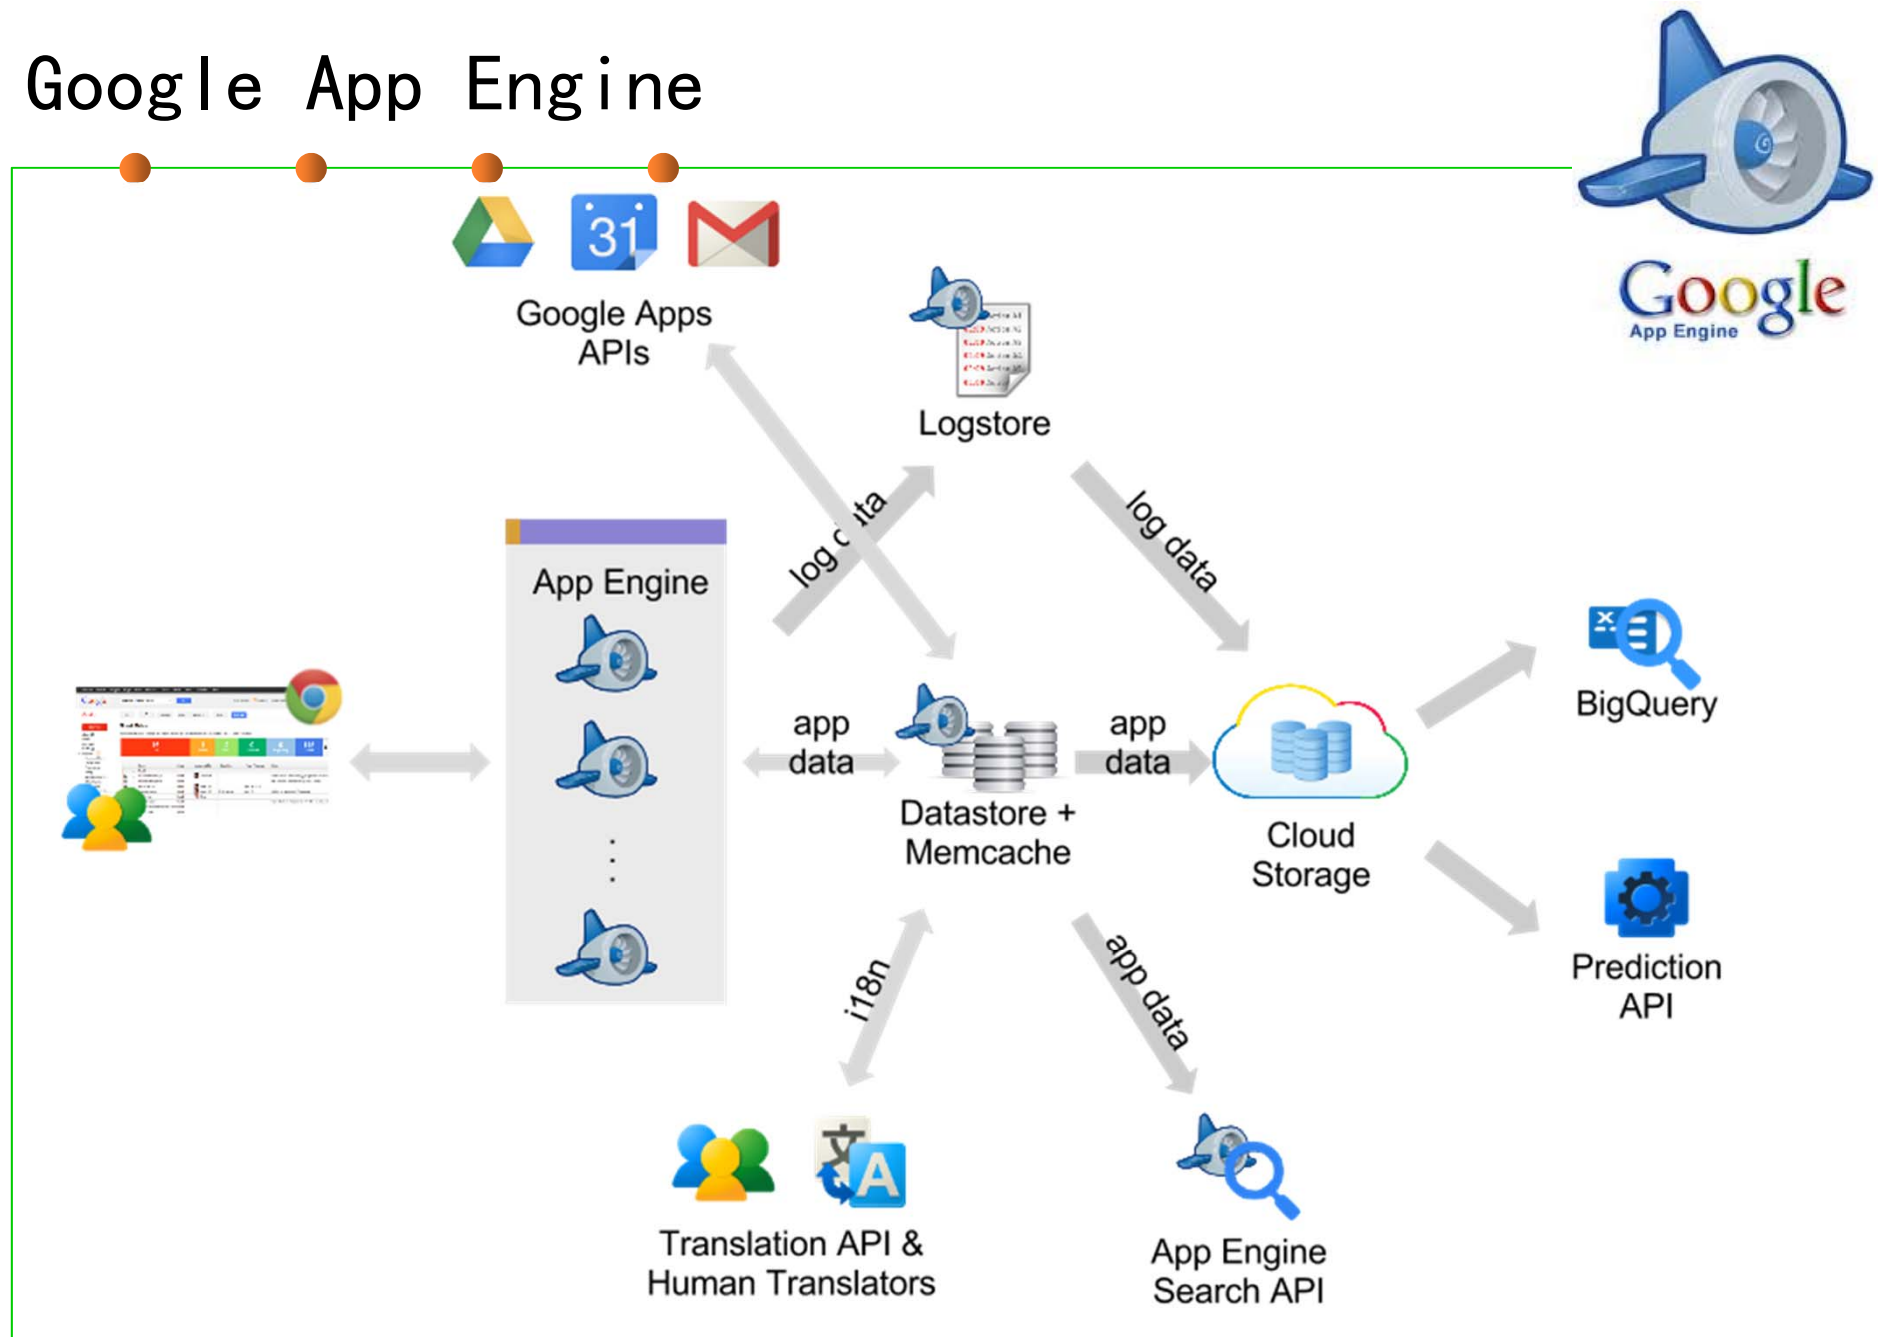 Google App Engine
31
Google Apps
APIs
Google
App Engine
Logstore
log data
log data
App Engine
app
data
app
data
Datastore +
Memcache
Cloud
Storage
BigQuery
Prediction
API
i18n
app data
文
A
Translation API &
Human Translators
App Engine
Search API